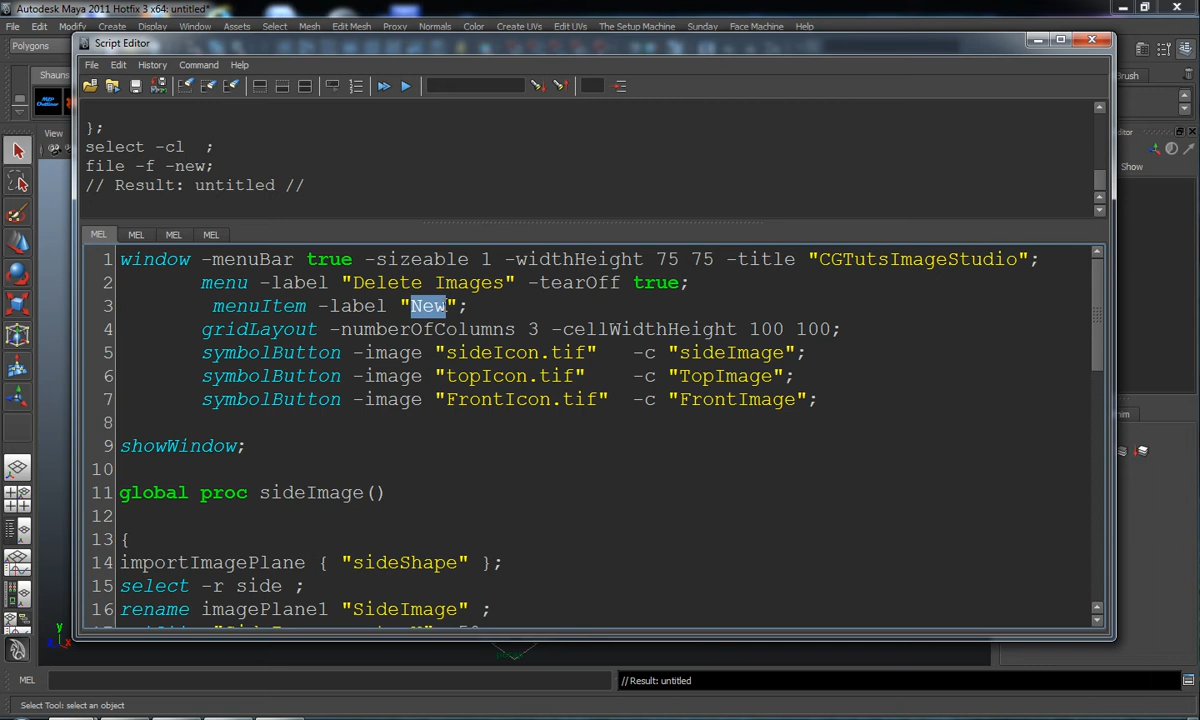 Autodesk Maya 2011 Hotfix 3 x64: untitled*
File Edit Modify Create Display Window Assets Select Mesh Edit Mesh Proxy Normals Color Create UVs Edit UVs The Setup Machine Sunday Face Machine Help
Polygons
Script Editor
File Edit History Command Help
Shauns
Brush
View
};
select -cl ;
file -f -new;
// Result: untitled //
Show
MEL MEL MEL MEL
1 window -menuBar true -sizeable 1 -widthHeight 75 75 -title "CGTutsImageStudio";
2 menu -label "Delete Images" -tearOff true;
3 menuItem -label "New";
4 gridLayout -numberOfColumns 3 -cellWidthHeight 100 100;
5 symbolButton -image "sideIcon.tif" -c "sideImage";
6 symbolButton -image "topIcon.tif" -c "TopImage";
7 symbolButton -image "FrontIcon.tif" -c "FrontImage";
8
9 showWindow;
10
11 global proc sideImage()
12
13 {
14 importImagePlane { "sideShape" };
15 select -r side ;
16 rename imagePlane1 "SideImage" ;
y
x
MEL // Result: untitled
Select Tool: select an object